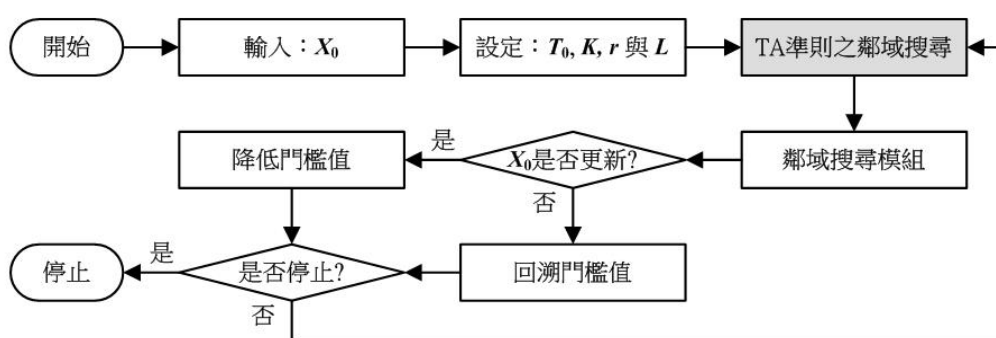 開始
輸入：X₀
設定：T₀, K, r 與 L
TA準則之鄰域搜尋
降低門檻值
是
X₀是否更新?
鄰域搜尋模組
否
停止
是
是否停止?
回溯門檻值
否